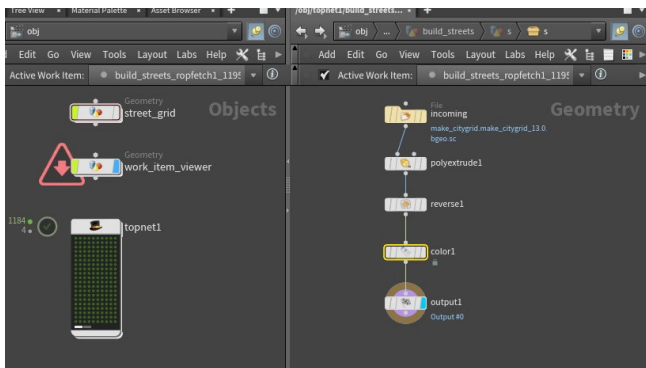 Tree View
Material Palette
Asset Browser
/obj/topnet1/build_streets...
obj
obj
...
build_streets
s
s
Edit Go View Tools Layout Labs Help
Add Edit Go View Tools Layout Labs Help
Active Work Item: build_streets_ropfetch1_1195
Active Work Item: build_streets_ropfetch1_1195
Objects
Geometry
street_grid
Geometry
work_item_viewer
1184
4
topnet1
Geometry
File
incoming
make_citygrid.make_citygrid_13.0.
bgeo.sc
polyextrude1
reverse1
color1
output1
Output #0